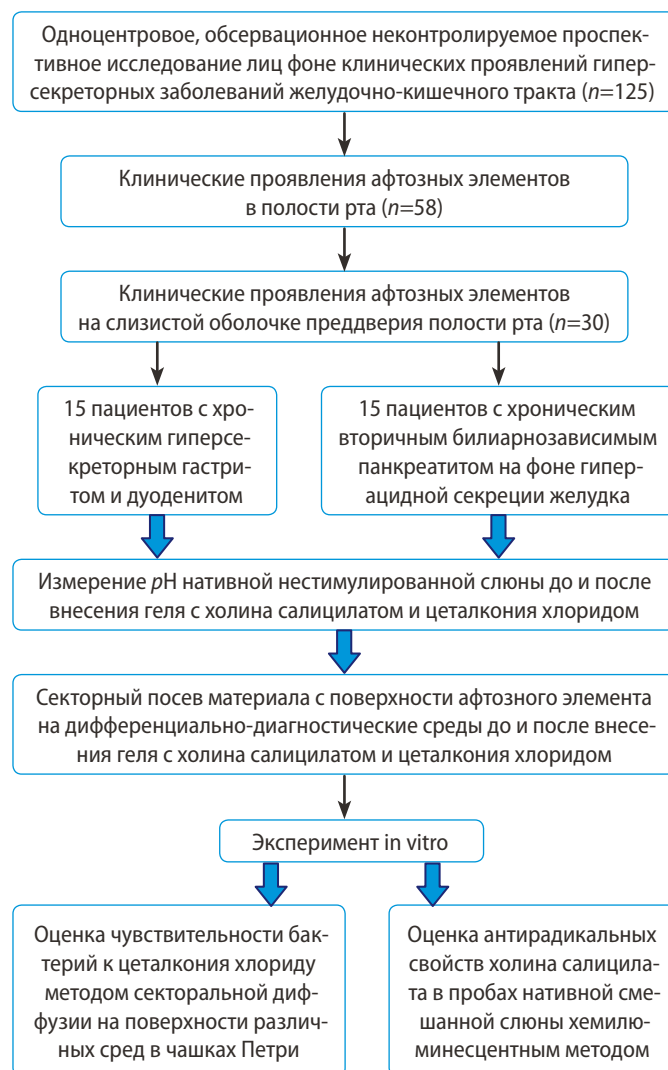 Одноцентровое, обсервационное неконтролируемое проспек-
тивное исследование лиц фоне клинических проявлений гипер-
секреторных заболеваний желудочно-кишечного тракта (n=125)
Клинические проявления афтозных элементов
в полости рта (n=58)
Клинические проявления афтозных элементов
на слизистой оболочке преддверия полости рта (n=30)
15 пациентов с хро-
ническим гиперсе-
креторным гастри-
том и дуоденитом
15 пациентов с хроническим
вторичным билиарнозависимым
панкреатитом на фоне гипер-
ацидной секреции желудка
Измерение pH нативной нестимулированной слюны до и после
внесения геля с холина салицилатом и цеталкония хлоридом
Секторный посев материала с поверхности афтозного элемента
на дифференциально-диагностические среды до и после внесе-
ния геля с холина салицилатом и цеталкония хлоридом
Эксперимент in vitro
Оценка чувствительности бак-
терий к цеталкония хлориду
методом секторальной диф-
фузии на поверхности различ-
ных сред в чашках Петри
Оценка антирадикальных
свойств холина салицила-
та в пробах нативной сме-
шанной слюны хемилю-
минесцентным методом